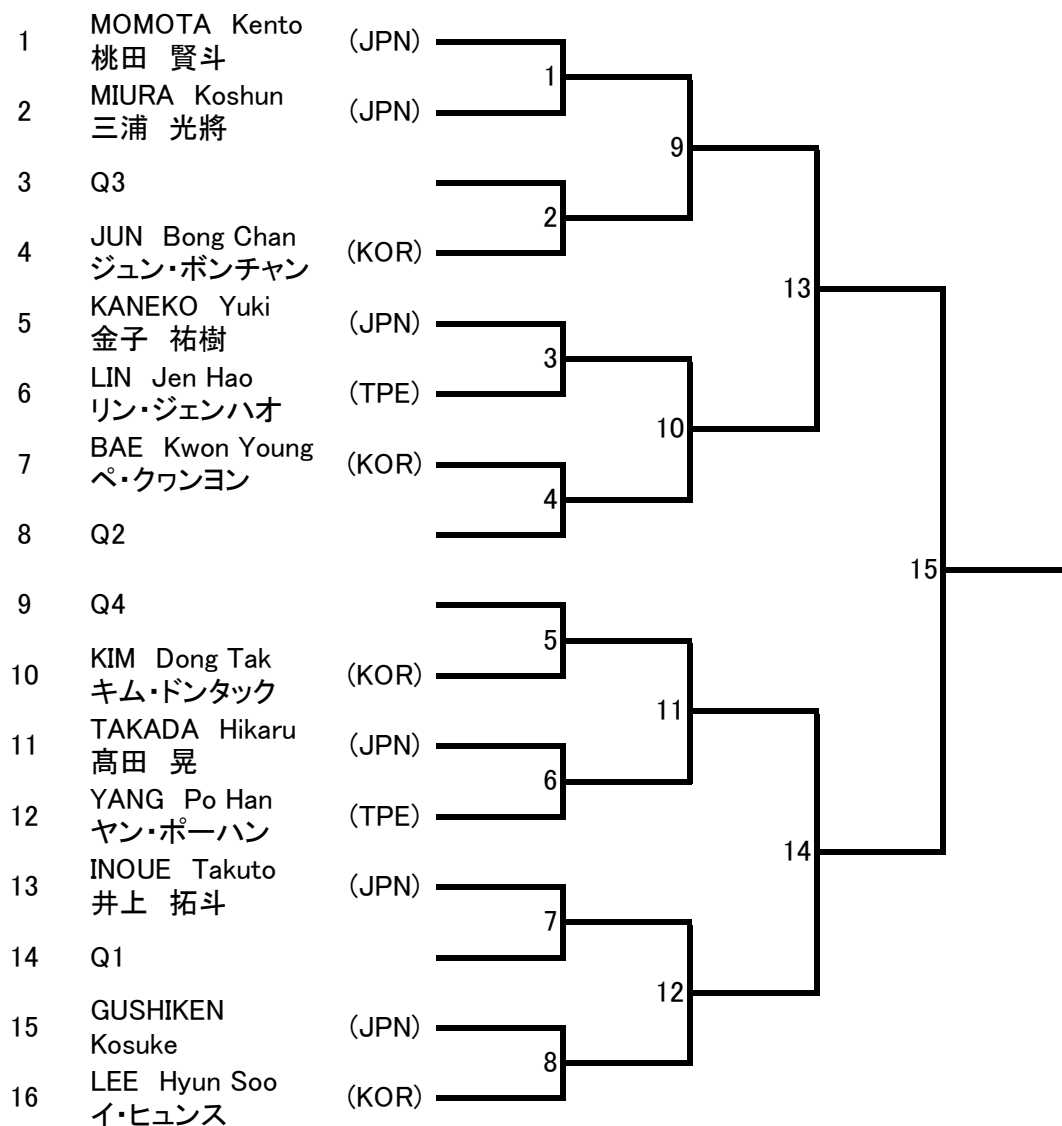 1 MOMOTA Kento (JPN)
桃田 賢斗
1
2 MIURA Koshun (JPN)
三浦 光將
9
3 Q3
2
4 JUN Bong Chan (KOR)
ジュン・ボンチャン
13
5 KANEKO Yuki (JPN)
金子 祐樹
3
6 LIN Jen Hao (TPE)
リン・ジェンハオ
10
7 BAE Kwon Young (KOR)
ペ・クヮンヨン
4
8 Q2
15
9 Q4
5
10 KIM Dong Tak (KOR)
キム・ドンタック
11
11 TAKADA Hikaru (JPN)
髙田 晃
6
12 YANG Po Han (TPE)
ヤン・ポーハン
14
13 INOUE Takuto (JPN)
井上 拓斗
7
14 Q1
12
15 GUSHIKEN (JPN)
Kosuke
8
16 LEE Hyun Soo (KOR)
イ・ヒュンス